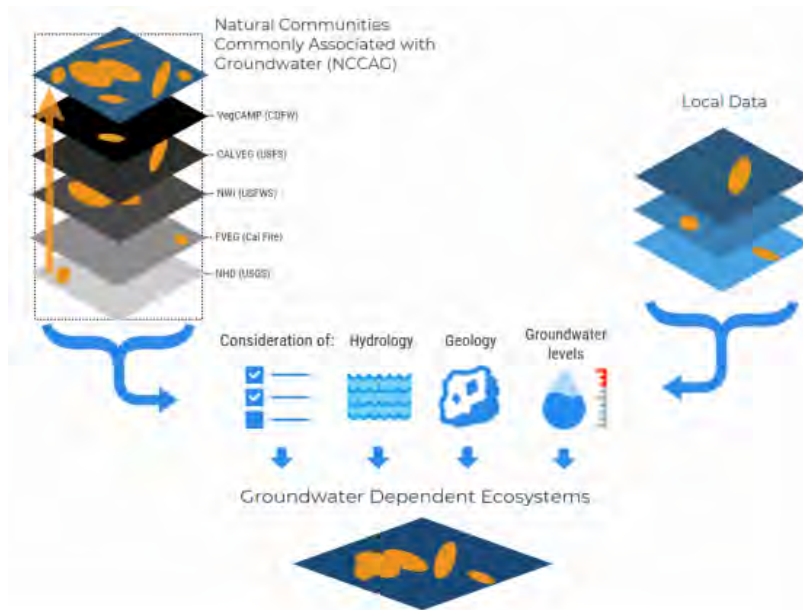 Natural Communities
Commonly Associated with
Groundwater (NCCAG)
VegCAMP (CDFW)
CALVEG (USFS)
NWI (USFWS)
FVEG (Cal Fire)
NHD (USGS)
Local Data
Consideration of:
Hydrology
Geology
Groundwater
levels
Groundwater Dependent Ecosystems